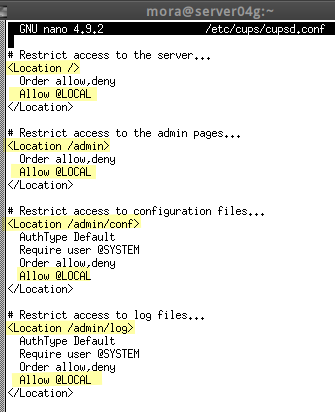 mora@server04g:~
GNU nano 4.9.2 /etc/cups/cupsd.conf
# Restrict access to the server...
<Location />
Order allow,deny
Allow @LOCAL
</Location>
# Restrict access to the admin pages...
<Location /admin>
Order allow,deny
Allow @LOCAL
</Location>
# Restrict access to configuration files...
<Location /admin/conf>
AuthType Default
Require user @SYSTEM
Order allow,deny
Allow @LOCAL
</Location>
# Restrict access to log files...
<Location /admin/log>
AuthType Default
Require user @SYSTEM
Order allow,deny
Allow @LOCAL
</Location>